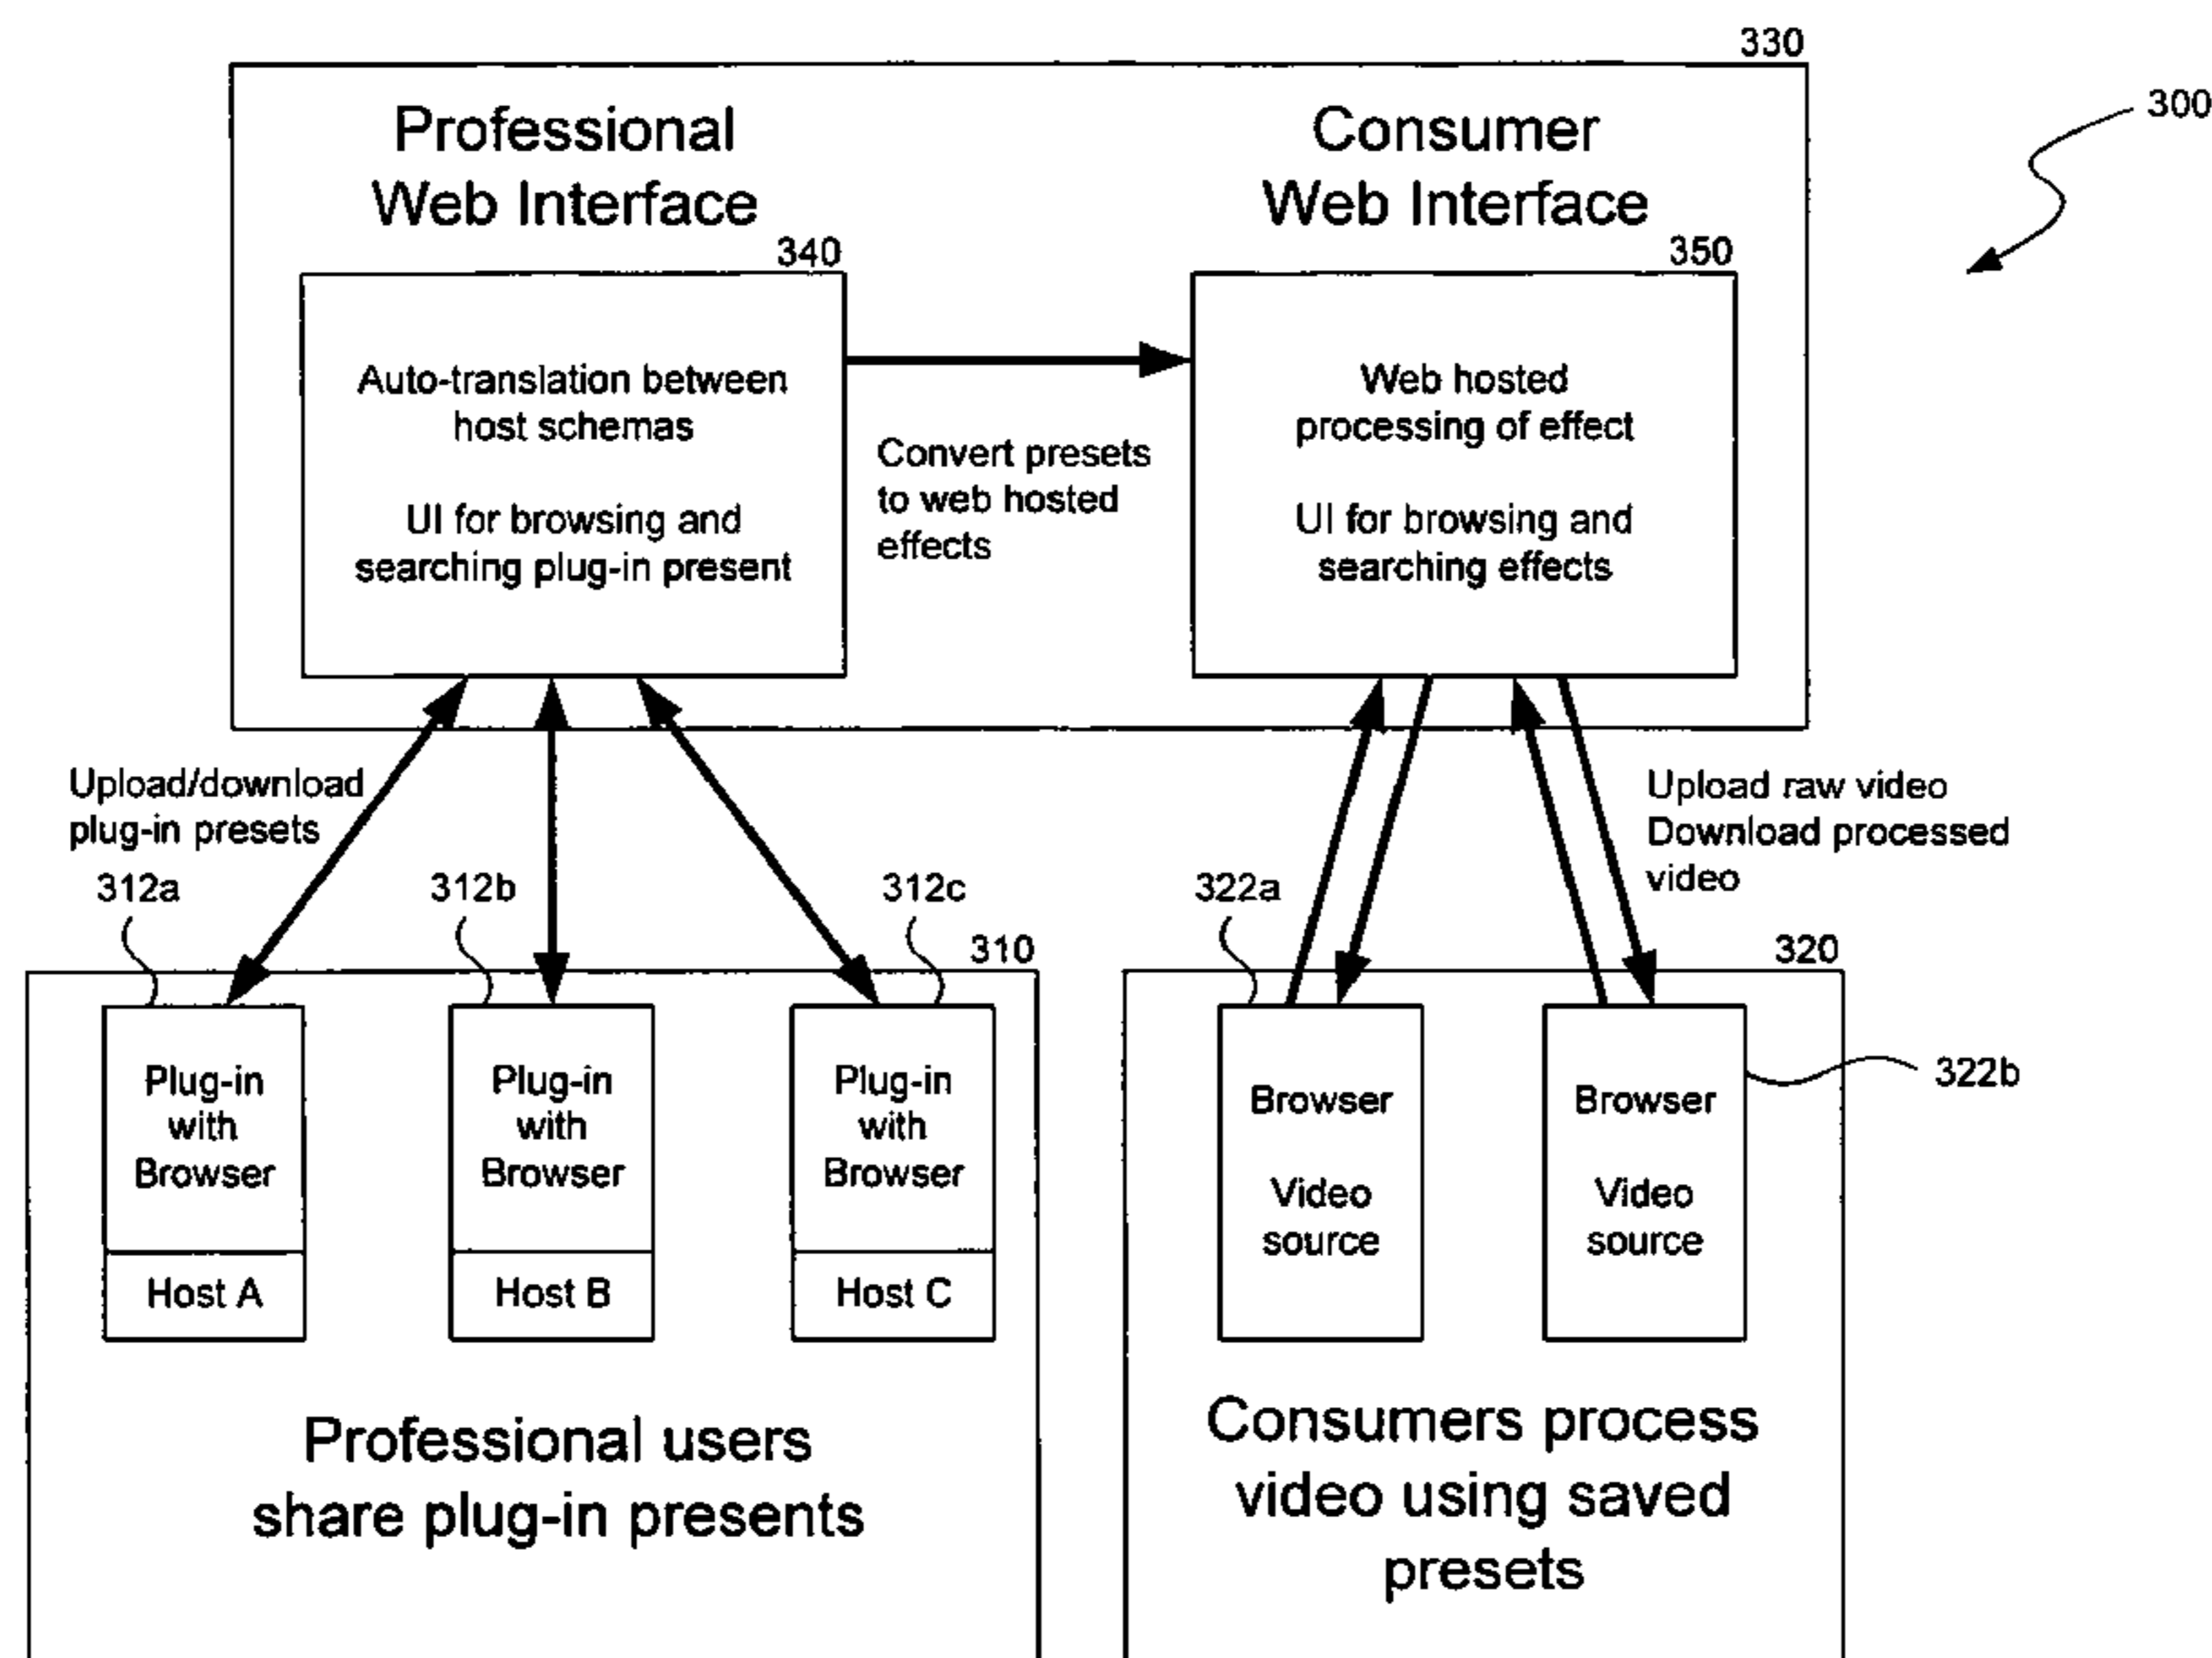 330
300
Professional
Web Interface
Consumer
Web Interface
340
350
Auto-translation between
host schemas
UI for browsing and
searching plug-in present
Convert presets
to web hosted
effects
Web hosted
processing of effect
UI for browsing and
searching effects
Upload/download
plug-in presets
Upload raw video
Download processed
video
312a
312b
312c
310
322a
320
322b
Plug-in
with
Browser
Host A
Plug-in
with
Browser
Host B
Plug-in
with
Browser
Host C
Browser
Video
source
Browser
Video
source
Professional users
share plug-in presents
Consumers process
video using saved
presets